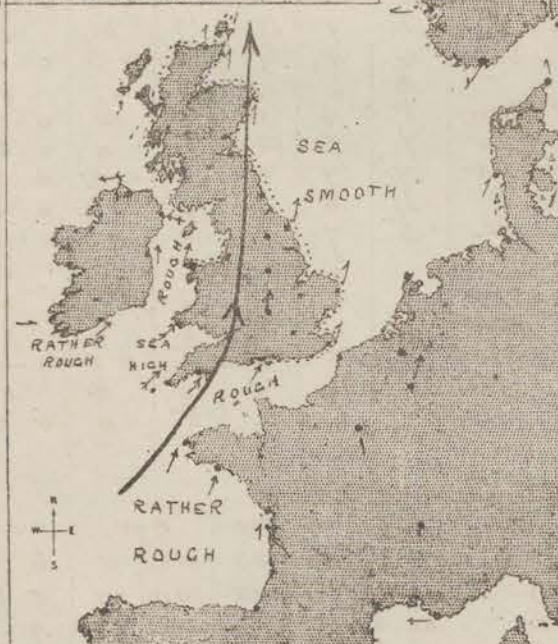 SEA
SMOOTH
ROUGH
RATHER
ROUGH
SEA
HIGH
ROUGH
RATHER
ROUGH
N
W E
S